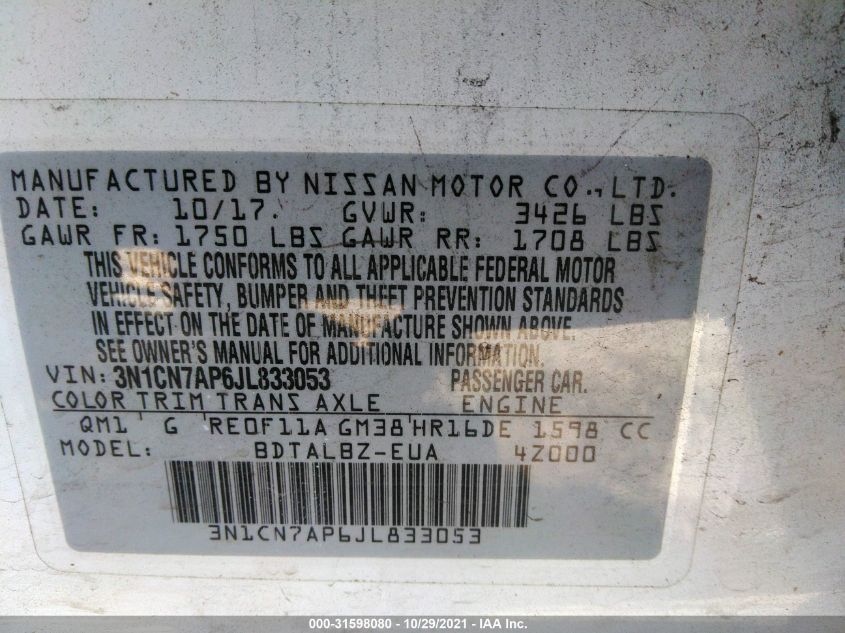 MANUFACTURED BY NISSAN MOTOR CO., LTD.
DATE: 10/17. GVWR: 3426 LBS
GAWR FR: 1750 LBS GAWR RR: 1708 LBS
THIS VEHICLE CONFORMS TO ALL APPLICABLE FEDERAL MOTOR
VEHICLE SAFETY, BUMPER AND THEFT PREVENTION STANDARDS
IN EFFECT ON THE DATE OF MANUFACTURE SHOWN ABOVE.
SEE OWNER'S MANUAL FOR ADDITIONAL INFORMATION.
VIN: 3N1CN7AP6JL833053 PASSENGER CAR.
COLOR TRIM TRANS AXLE ENGINE
QM1 G RE0F11A GM38 HR16DE 1598 CC
MODEL: BDTALBZ-EUA 4Z000
3N1CN7AP6JL833053
000-31598080 - 10/29/2021 - IAAI.com